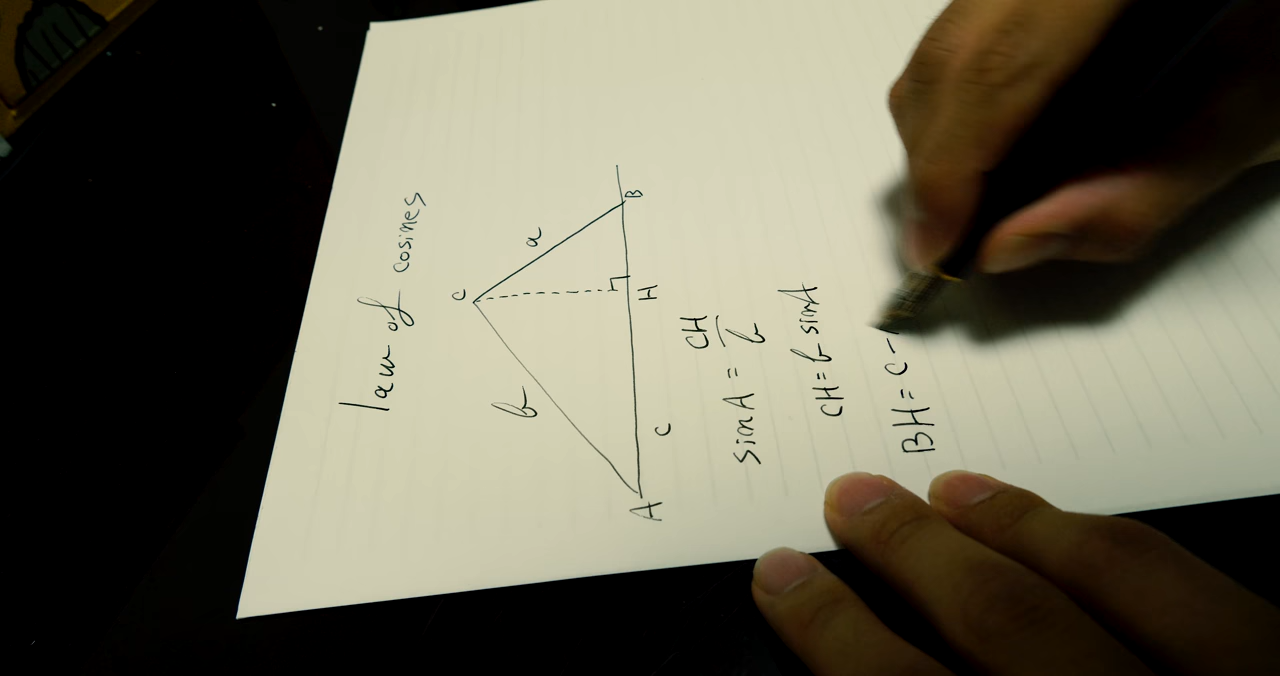 law of cosines
C
b
a
A
c
H
B
sinA = CH/b
CH = b sinA
BH = c -